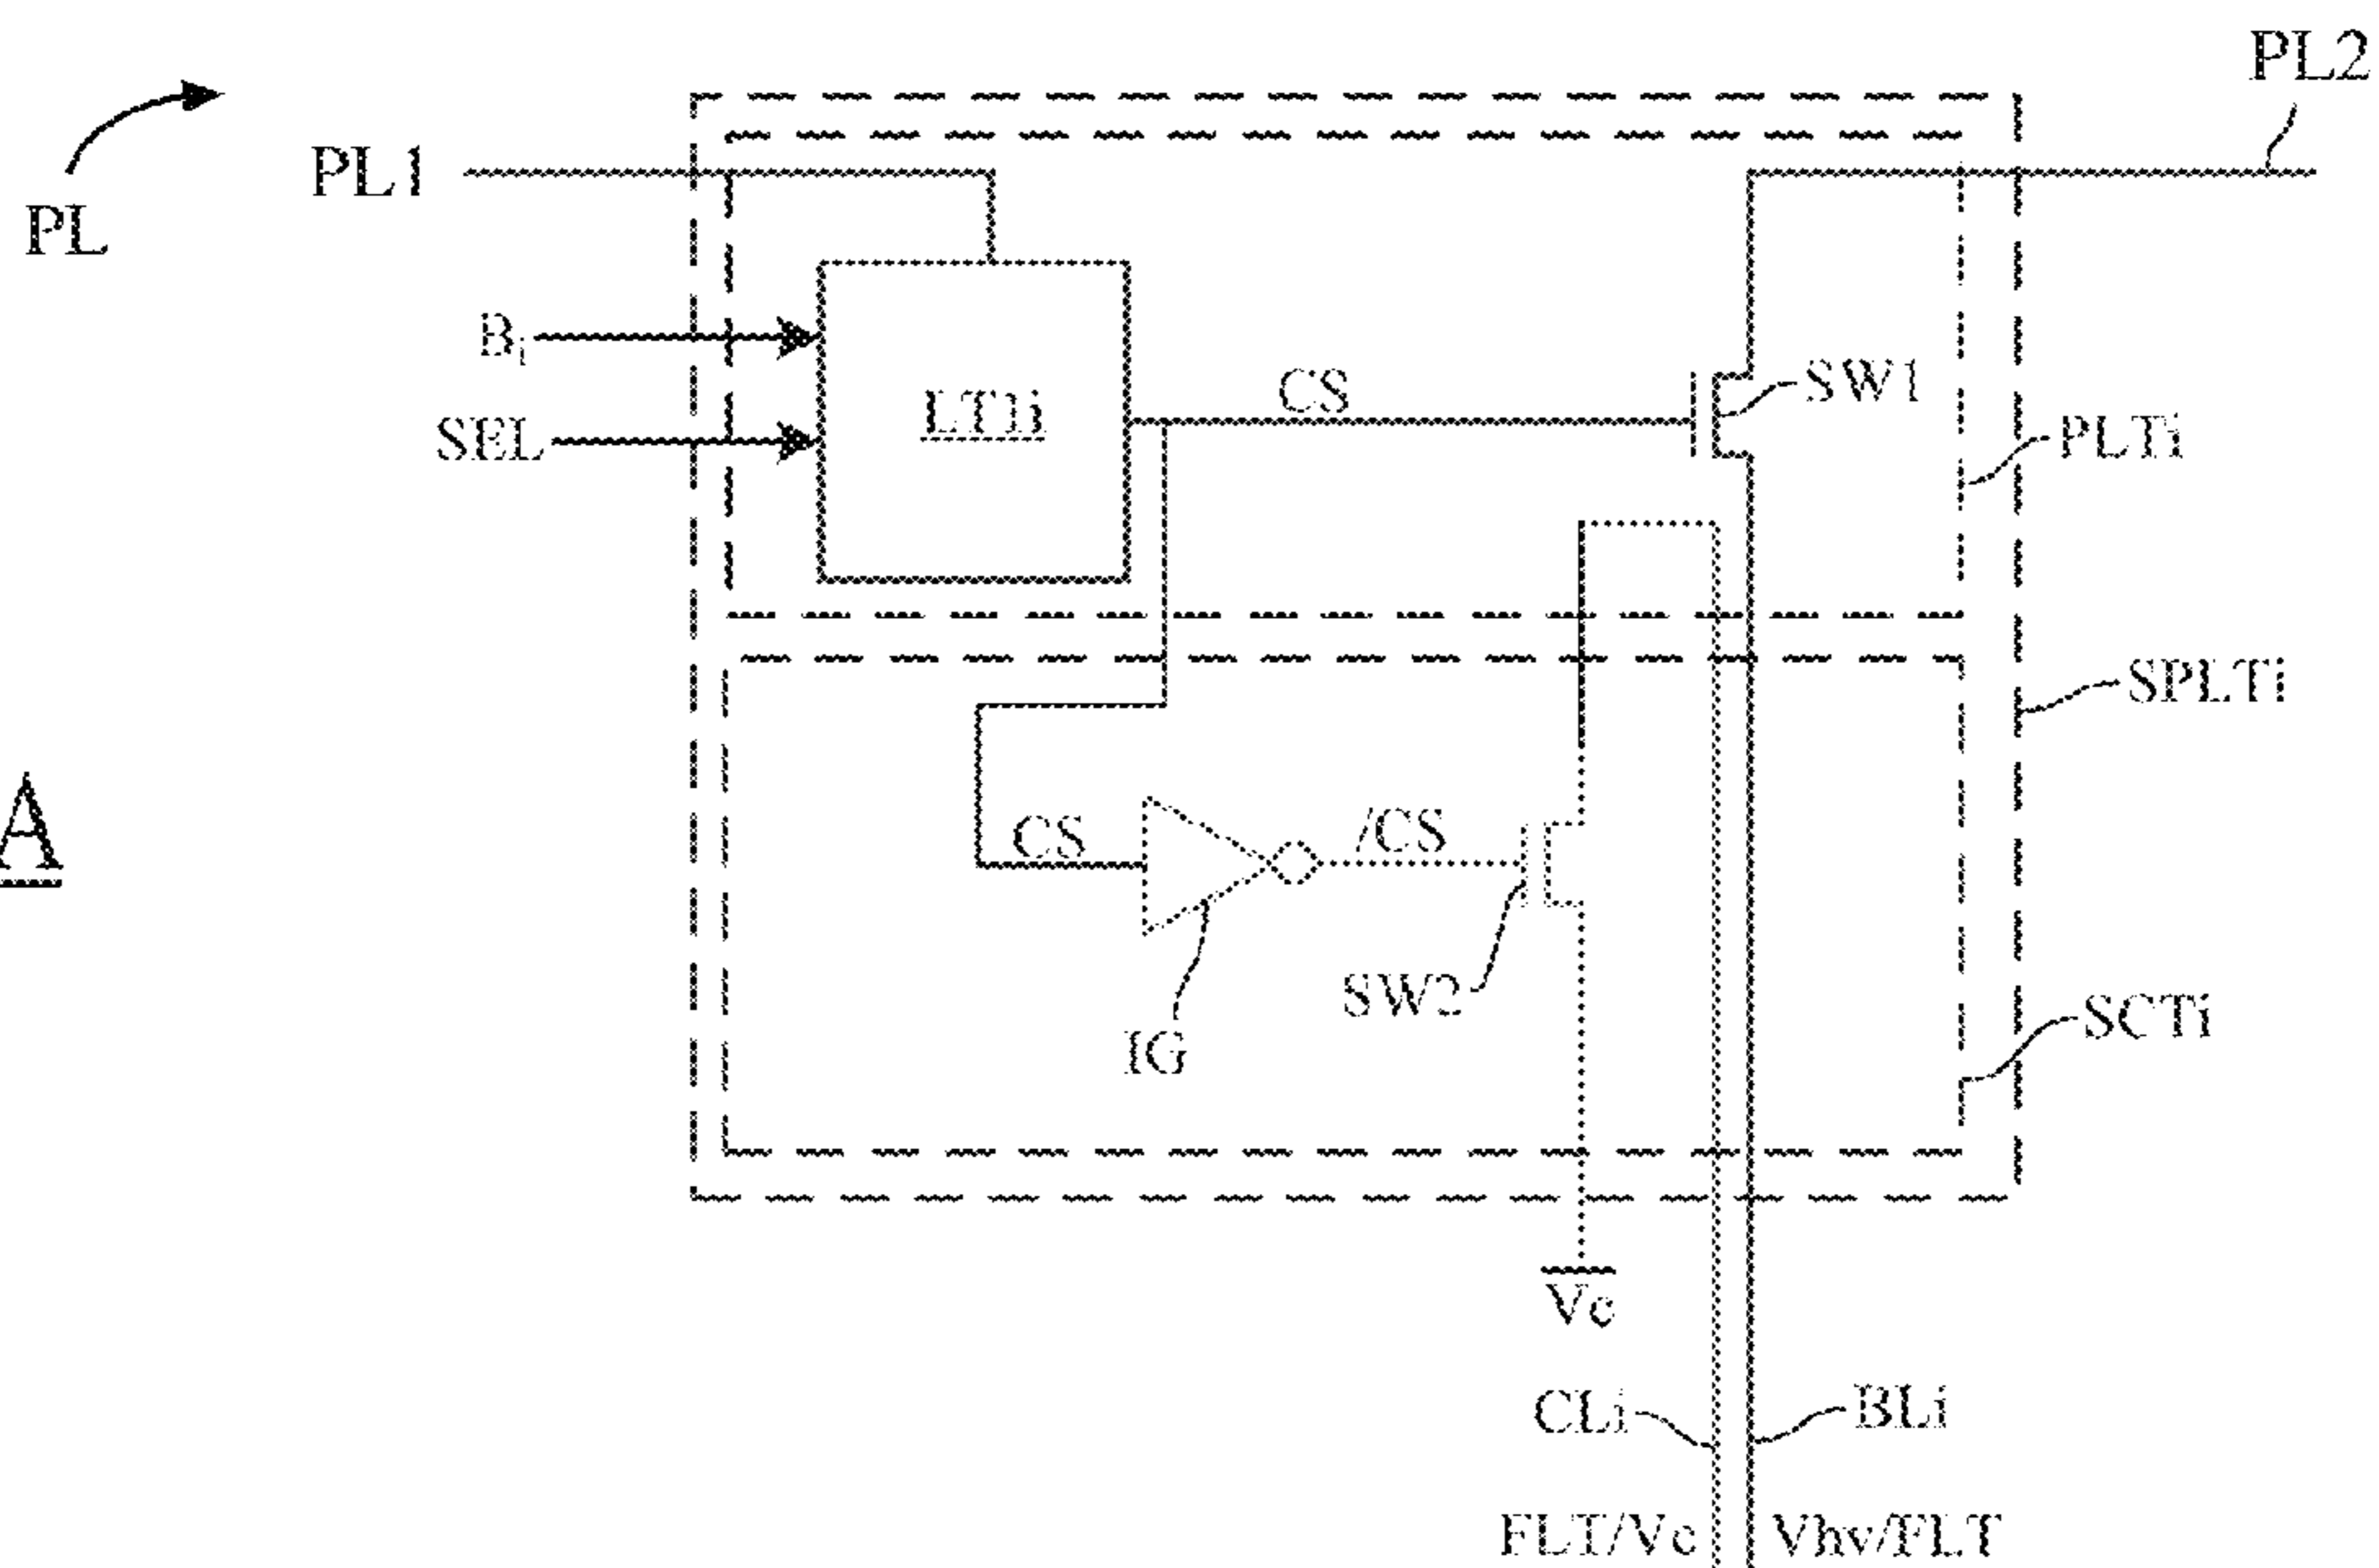 PL2
PL1
PL
Bi
SEL
LT1i
CS
SW1
PLTi
SPLTi
A
CS
/CS
SW2
IG
SCTi
Vc
CLi
BLi
FLT/Vc
Vhv/FLT